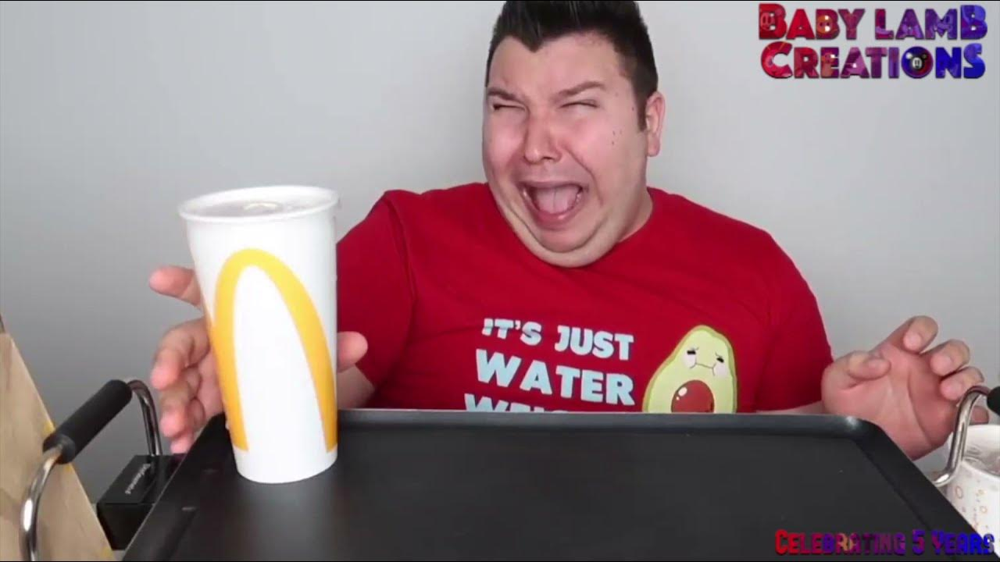 BABY LAMB
CREATIONS
IT'S JUST
WATER
CELEBRATING 5 YEARS